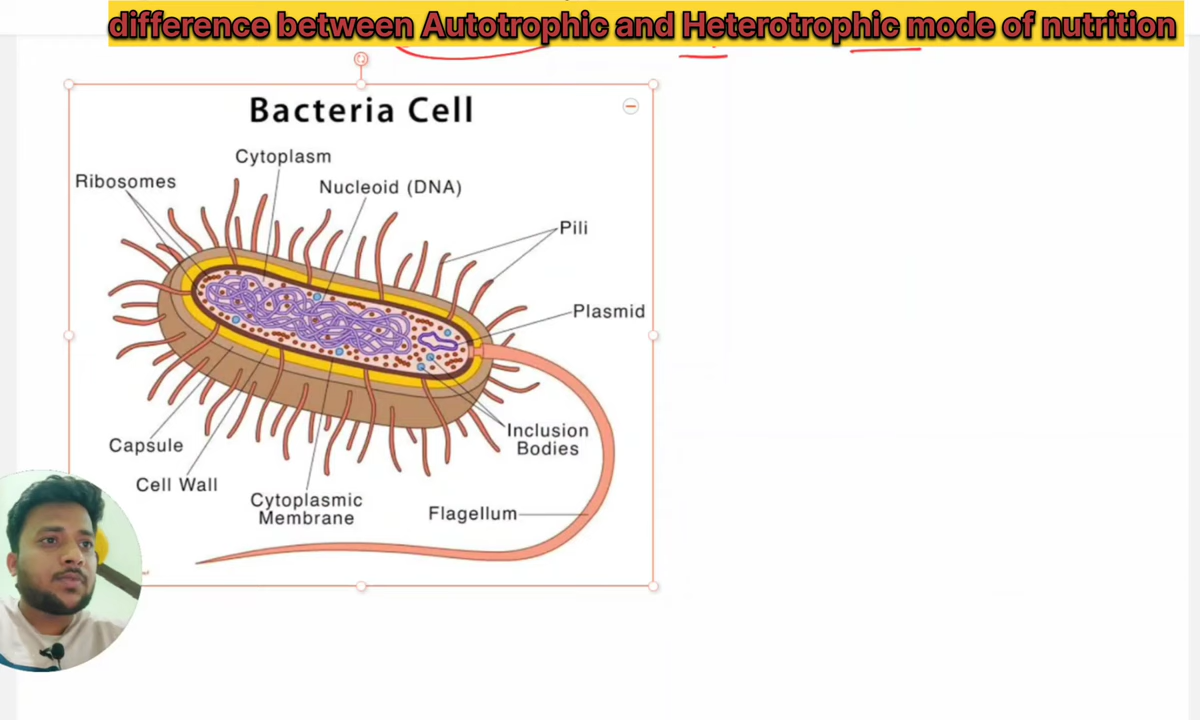 difference between Autotrophic and Heterotrophic mode of nutrition
Bacteria Cell
Cytoplasm
Ribosomes
Nucleoid (DNA)
Pili
Plasmid
Inclusion
Bodies
Capsule
Cell Wall
Cytoplasmic
Membrane
Flagellum